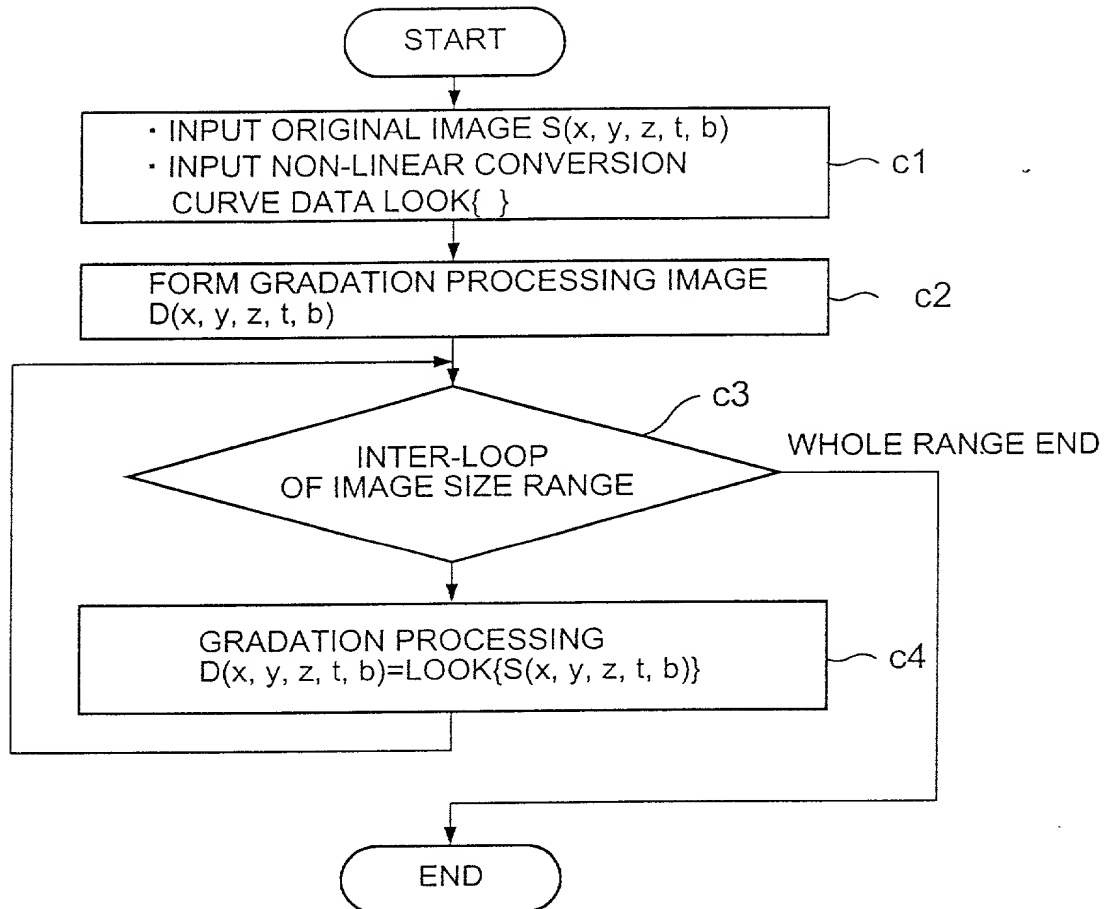 START
· INPUT ORIGINAL IMAGE S(x, y, z, t, b)
· INPUT NON-LINEAR CONVERSION
CURVE DATA LOOK{ }
c1
FORM GRADATION PROCESSING IMAGE
D(x, y, z, t, b)
c2
c3
INTER-LOOP
OF IMAGE SIZE RANGE
WHOLE RANGE END
GRADATION PROCESSING
D(x, y, z, t, b)=LOOK{S(x, y, z, t, b)}
c4
END